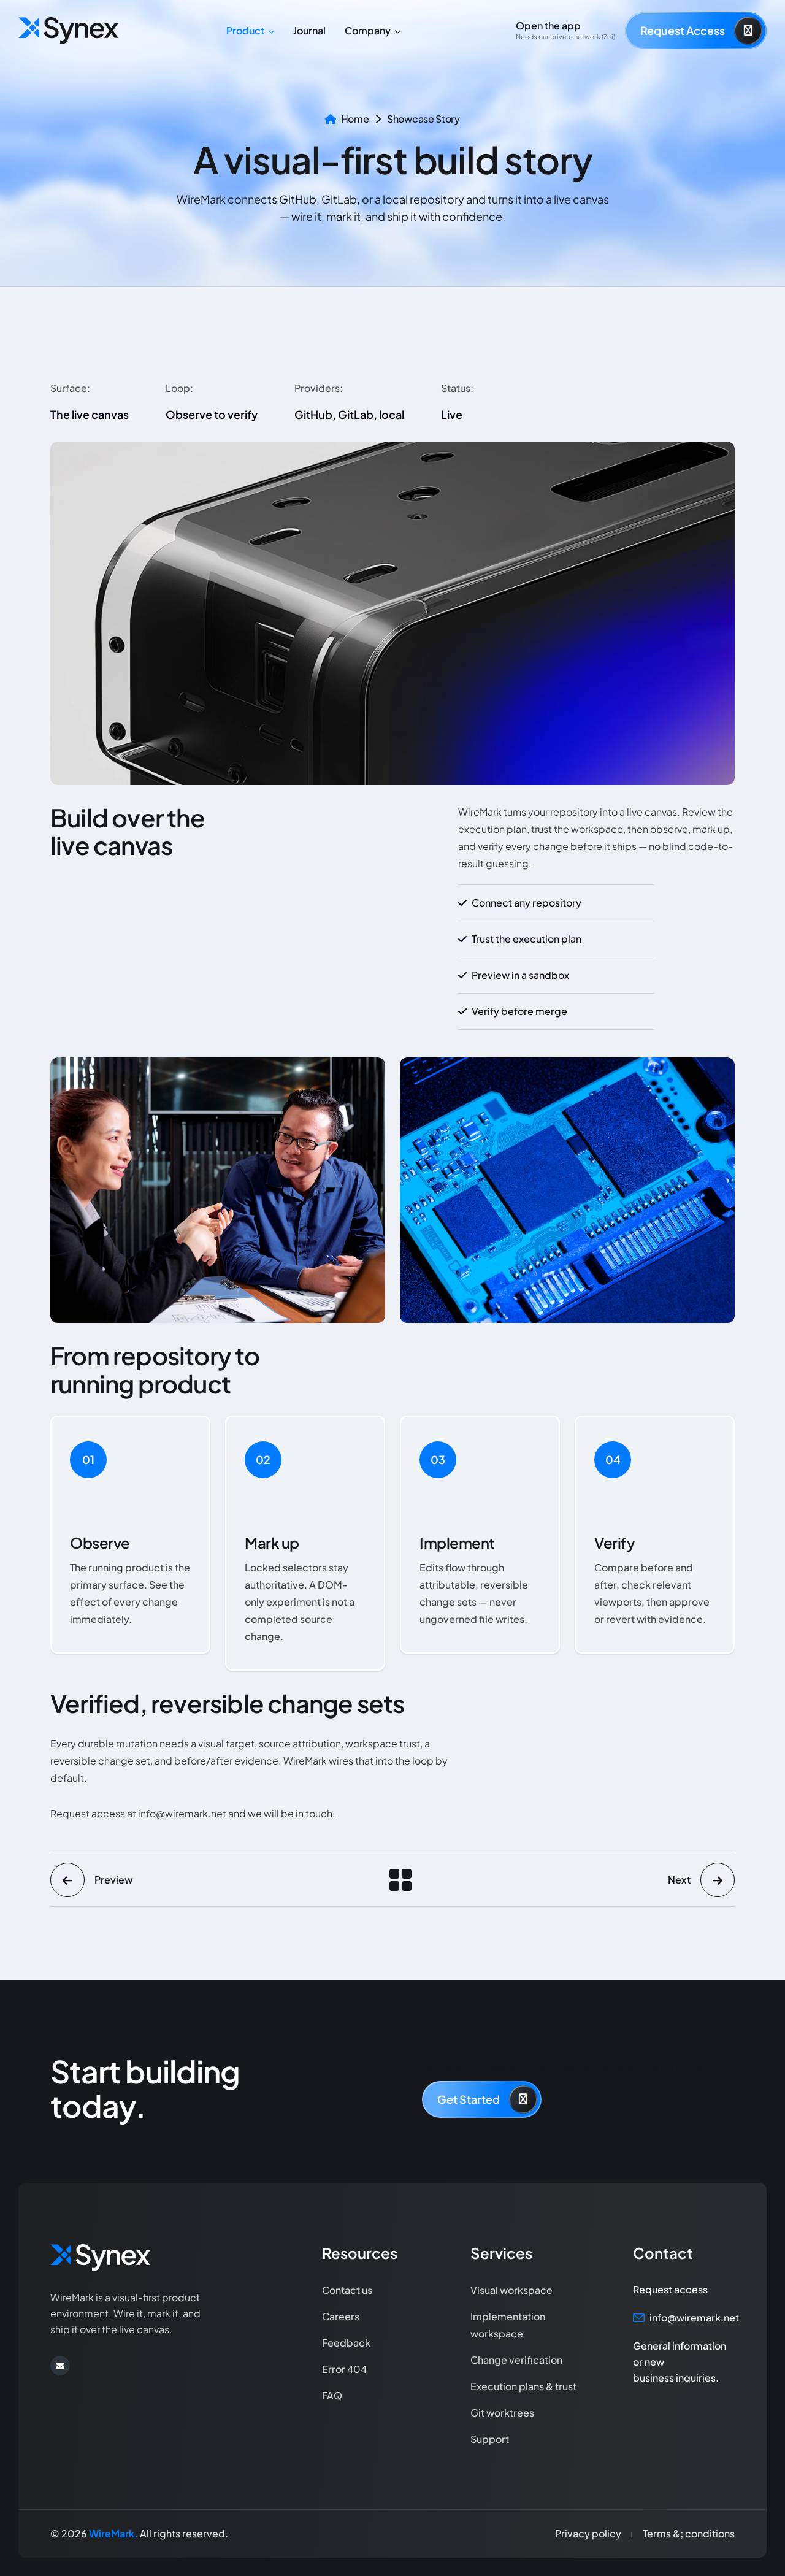 Synex
Product
Journal
Company
Open the app
Needs our private network (Ziti)
Request Access
Home
Showcase Story
A visual-first build story
WireMark connects GitHub, GitLab, or a local repository and turns it into a live canvas
— wire it, mark it, and ship it with confidence.
Surface:
The live canvas
Loop:
Observe to verify
Providers:
GitHub, GitLab, local
Status:
Live
Build over the
live canvas
WireMark turns your repository into a live canvas. Review the
execution plan, trust the workspace, then observe, mark up,
and verify every change before it ships — no blind code-to-
result guessing.
Connect any repository
Trust the execution plan
Preview in a sandbox
Verify before merge
From repository to
running product
01
Observe
The running product is the
primary surface. See the
effect of every change
immediately.
02
Mark up
Locked selectors stay
authoritative. A DOM-
only experiment is not a
completed source
change.
03
Implement
Edits flow through
attributable, reversible
change sets — never
ungoverned file writes.
04
Verify
Compare before and
after, check relevant
viewports, then approve
or revert with evidence.
Verified, reversible change sets
Every durable mutation needs a visual target, source attribution, workspace trust, a
reversible change set, and before/after evidence. WireMark wires that into the loop by
default.
Request access at info@wiremark.net and we will be in touch.
Preview
Next
Start building
today.
Get Started
Synex
WireMark is a visual-first product
environment. Wire it, mark it, and
ship it over the live canvas.
Resources
Contact us
Careers
Feedback
Error 404
FAQ
Services
Visual workspace
Implementation
workspace
Change verification
Execution plans & trust
Git worktrees
Support
Contact
Request access
info@wiremark.net
General information
or new
business inquiries.
© 2026 WireMark. All rights reserved.
Privacy policy
Terms &; conditions